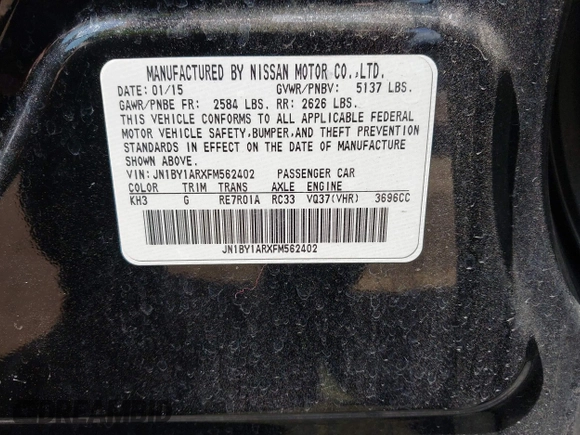 MANUFACTURED BY NISSAN MOTOR CO.,LTD.
DATE: 01/15 GVWR/PNBV: 5137 LBS.
GAWR/PNBE FR: 2584 LBS. RR: 2626 LBS.
THIS VEHICLE CONFORMS TO ALL APPLICABLE FEDERAL
MOTOR VEHICLE SAFETY,BUMPER,AND THEFT PREVENTION
STANDARDS IN EFFECT ON THE DATE OF MANUFACTURE
SHOWN ABOVE.
VIN: JN1BY1ARXFM562402 PASSENGER CAR
COLOR TRIM TRANS AXLE ENGINE
KH3 G RE7R01A RC33 VQ37(VHR) 3696CC
JN1BY1ARXFM562402
DREAMBID